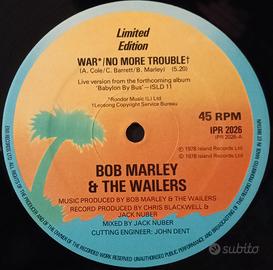 Limited
Edition
WAR*/NO MORE TROUBLE†
(A. Cole/C. Barrett/B. Marley) (5.20)
Live version from the forthcoming album
'Babylon By Bus'—ISLD 11
*Rondor Music (L) Ltd
†Leosong Copyright Service Bureau
45 RPM
IPR 2026
(IPR 2026-A)
℗ 1978 Island Records Ltd
© 1978 Island Records Ltd
BOB MARLEY
& THE WAILERS
MUSIC PRODUCED BY BOB MARLEY & THE WAILERS
RECORD PRODUCED BY CHRIS BLACKWELL &
JACK NUBER
MIXED BY JACK NUBER
CUTTING ENGINEER: JOHN DENT
subito